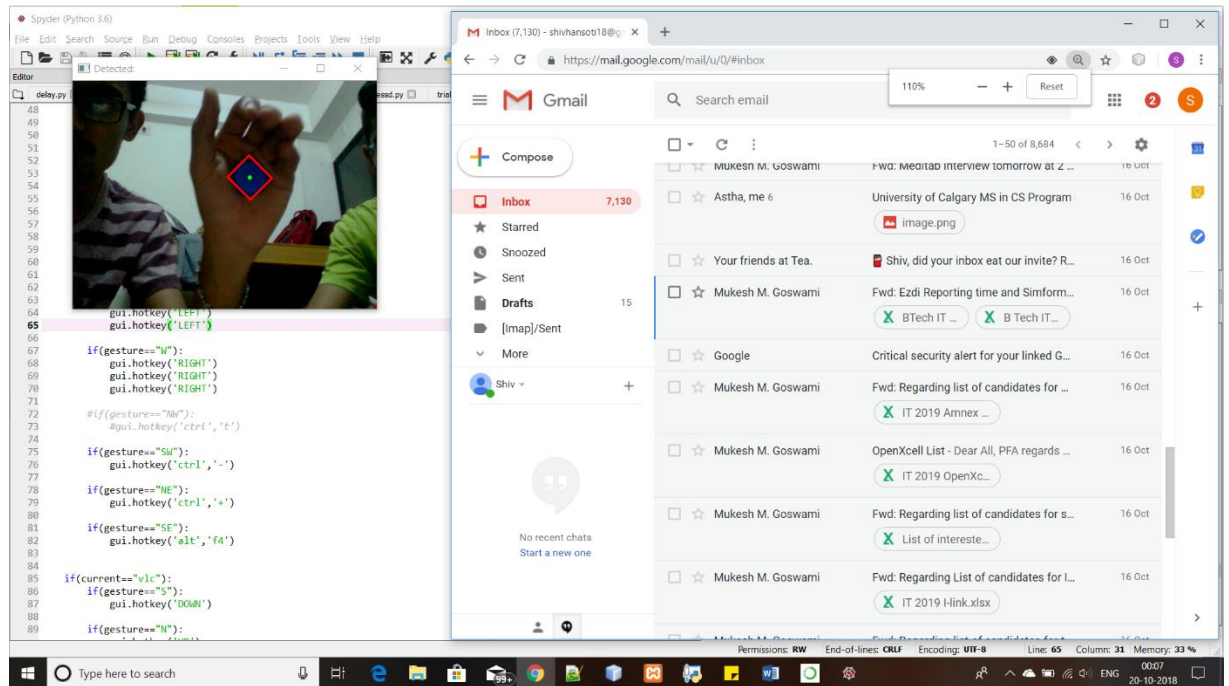 Spyder (Python 3.6)
File Edit Search Source Run Debug Consoles Projects Tools View Help
Editor
delay.py
essd.py
trial
Detected:
48
49
50
51
52
53
54
55
56
57
58
59
60
61
62
63
64 gui.hotkey('LEFT')
65 gui.hotkey('LEFT')
66
67 if(gesture=="W"):
68 gui.hotkey('RIGHT')
69 gui.hotkey('RIGHT')
70 gui.hotkey('RIGHT')
71
72 #if(gesture=="NW"):
73 #gui.hotkey('ctrl','t')
74
75 if(gesture=="SW"):
76 gui.hotkey('ctrl','-')
77
78 if(gesture=="NE"):
79 gui.hotkey('ctrl','+')
80
81 if(gesture=="SE"):
82 gui.hotkey('alt','f4')
83
84
85 if(current=="vlc"):
86 if(gesture=="S"):
87 gui.hotkey('DOWN')
88
89 if(gesture=="N"):
Inbox (7,130) - shivhansoti18@g
https://mail.google.com/mail/u/0/#inbox
S
110% − + Reset
Gmail
Search email
2
S
Compose
1–50 of 8,684
31
Inbox 7,130
Starred
Snoozed
Sent
Drafts 15
[Imap]/Sent
More
Shiv
No recent chats
Start a new one
Mukesh M. Goswami Fwd: Meditab Interview tomorrow at 2 ... 16 Oct
Astha, me 6 University of Calgary MS in CS Program 16 Oct
image.png
Your friends at Tea. Shiv, did your inbox eat our invite? R... 16 Oct
Mukesh M. Goswami Fwd: Ezdi Reporting time and Simform... 16 Oct
X BTech IT ... X B Tech IT...
Google Critical security alert for your linked G... 16 Oct
Mukesh M. Goswami Fwd: Regarding list of candidates for ... 16 Oct
X IT 2019 Amnex ...
Mukesh M. Goswami OpenXcell List - Dear All, PFA regards ... 16 Oct
X IT 2019 OpenXc...
Mukesh M. Goswami Fwd: Regarding list of candidates for s... 16 Oct
X List of intereste...
Mukesh M. Goswami Fwd: Regarding List of candidates for I... 16 Oct
X IT 2019 I-link.xlsx
Permissions: RW End-of-lines: CRLF Encoding: UTF-8 Line: 65 Column: 31 Memory: 33 %
Type here to search
99+
ENG
00:07
20-10-2018